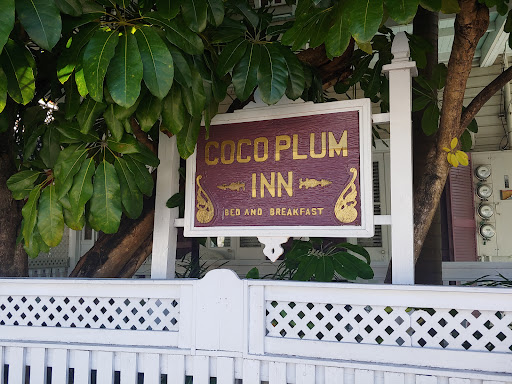 COCO PLUM
INN
BED AND BREAKFAST